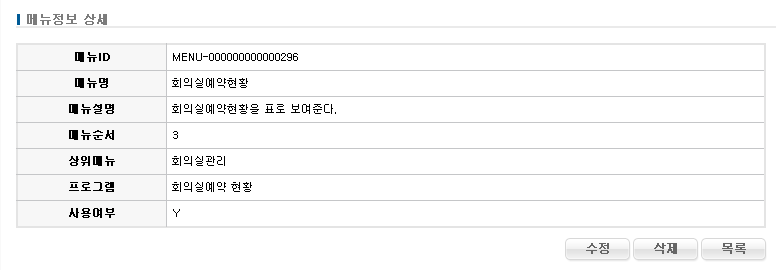 메뉴정보 상세
메뉴ID MENU-000000000000296
메뉴명 회의실예약현황
메뉴설명 회의실예약현황을 표로 보여준다.
메뉴순서 3
상위메뉴 회의실관리
프로그램 회의실예약 현황
사용여부 Y
수정 삭제 목록